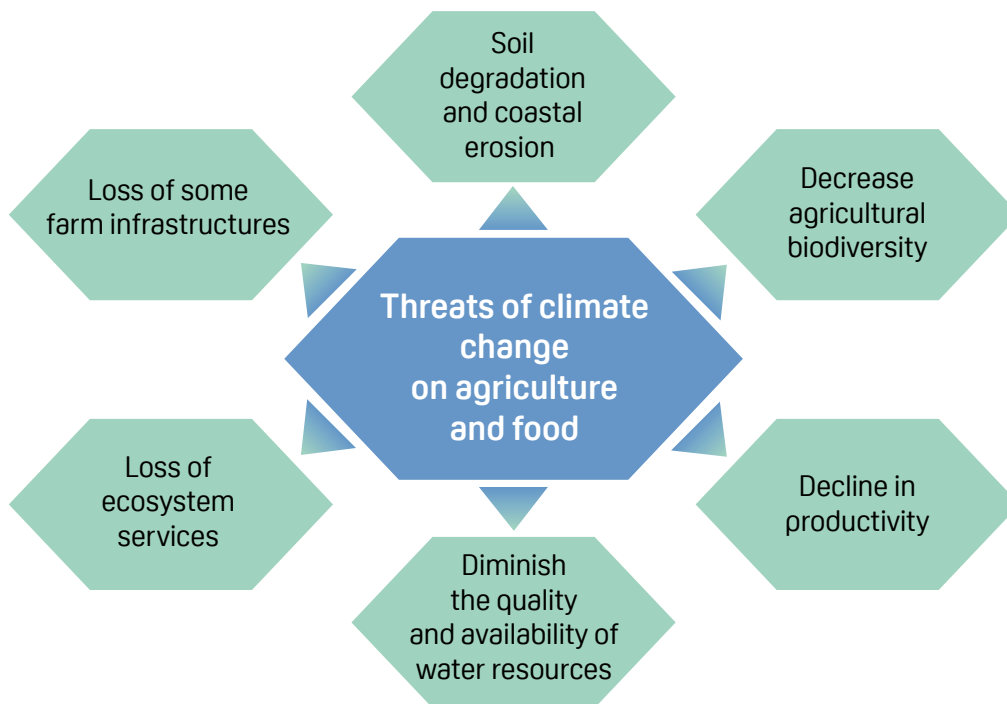 Soil
degradation
and coastal
erosion
Loss of some
farm infrastructures
Decrease
agricultural
biodiversity
Threats of climate
change
on agriculture
and food
Loss of
ecosystem
services
Decline in
productivity
Diminish
the quality
and availability of
water resources